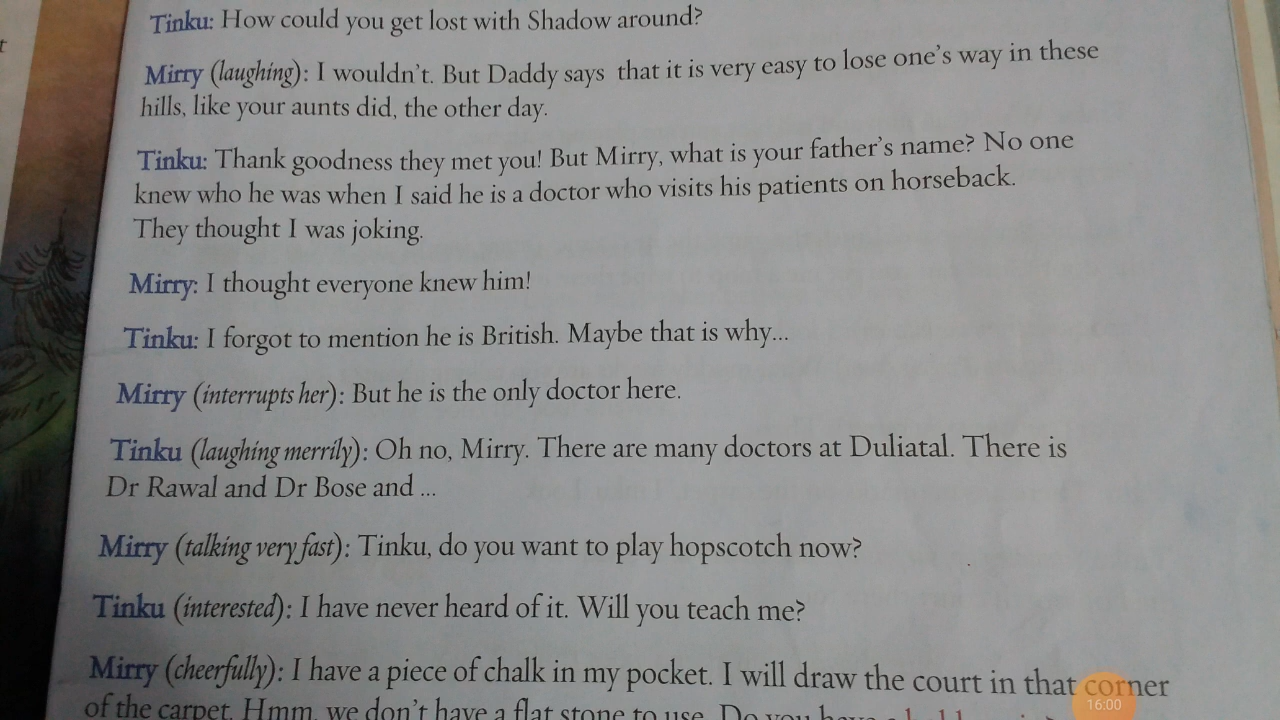 Tinku: How could you get lost with Shadow around?
Mirry (laughing): I wouldn't. But Daddy says that it is very easy to lose one's way in these
hills, like your aunts did, the other day.
Tinku: Thank goodness they met you! But Mirry, what is your father's name? No one
knew who he was when I said he is a doctor who visits his patients on horseback.
They thought I was joking.
Mirry: I thought everyone knew him!
Tinku: I forgot to mention he is British. Maybe that is why...
Mirry (interrupts her): But he is the only doctor here.
Tinku (laughing merrily): Oh no, Mirry. There are many doctors at Duliatal. There is
Dr Rawal and Dr Bose and ...
Mirry (talking very fast): Tinku, do you want to play hopscotch now?
Tinku (interested): I have never heard of it. Will you teach me?
Mirry (cheerfully): I have a piece of chalk in my pocket. I will draw the court in that corner
of the carpet. Hmm, we don't have a flat stone to use. Do you have a
16:00